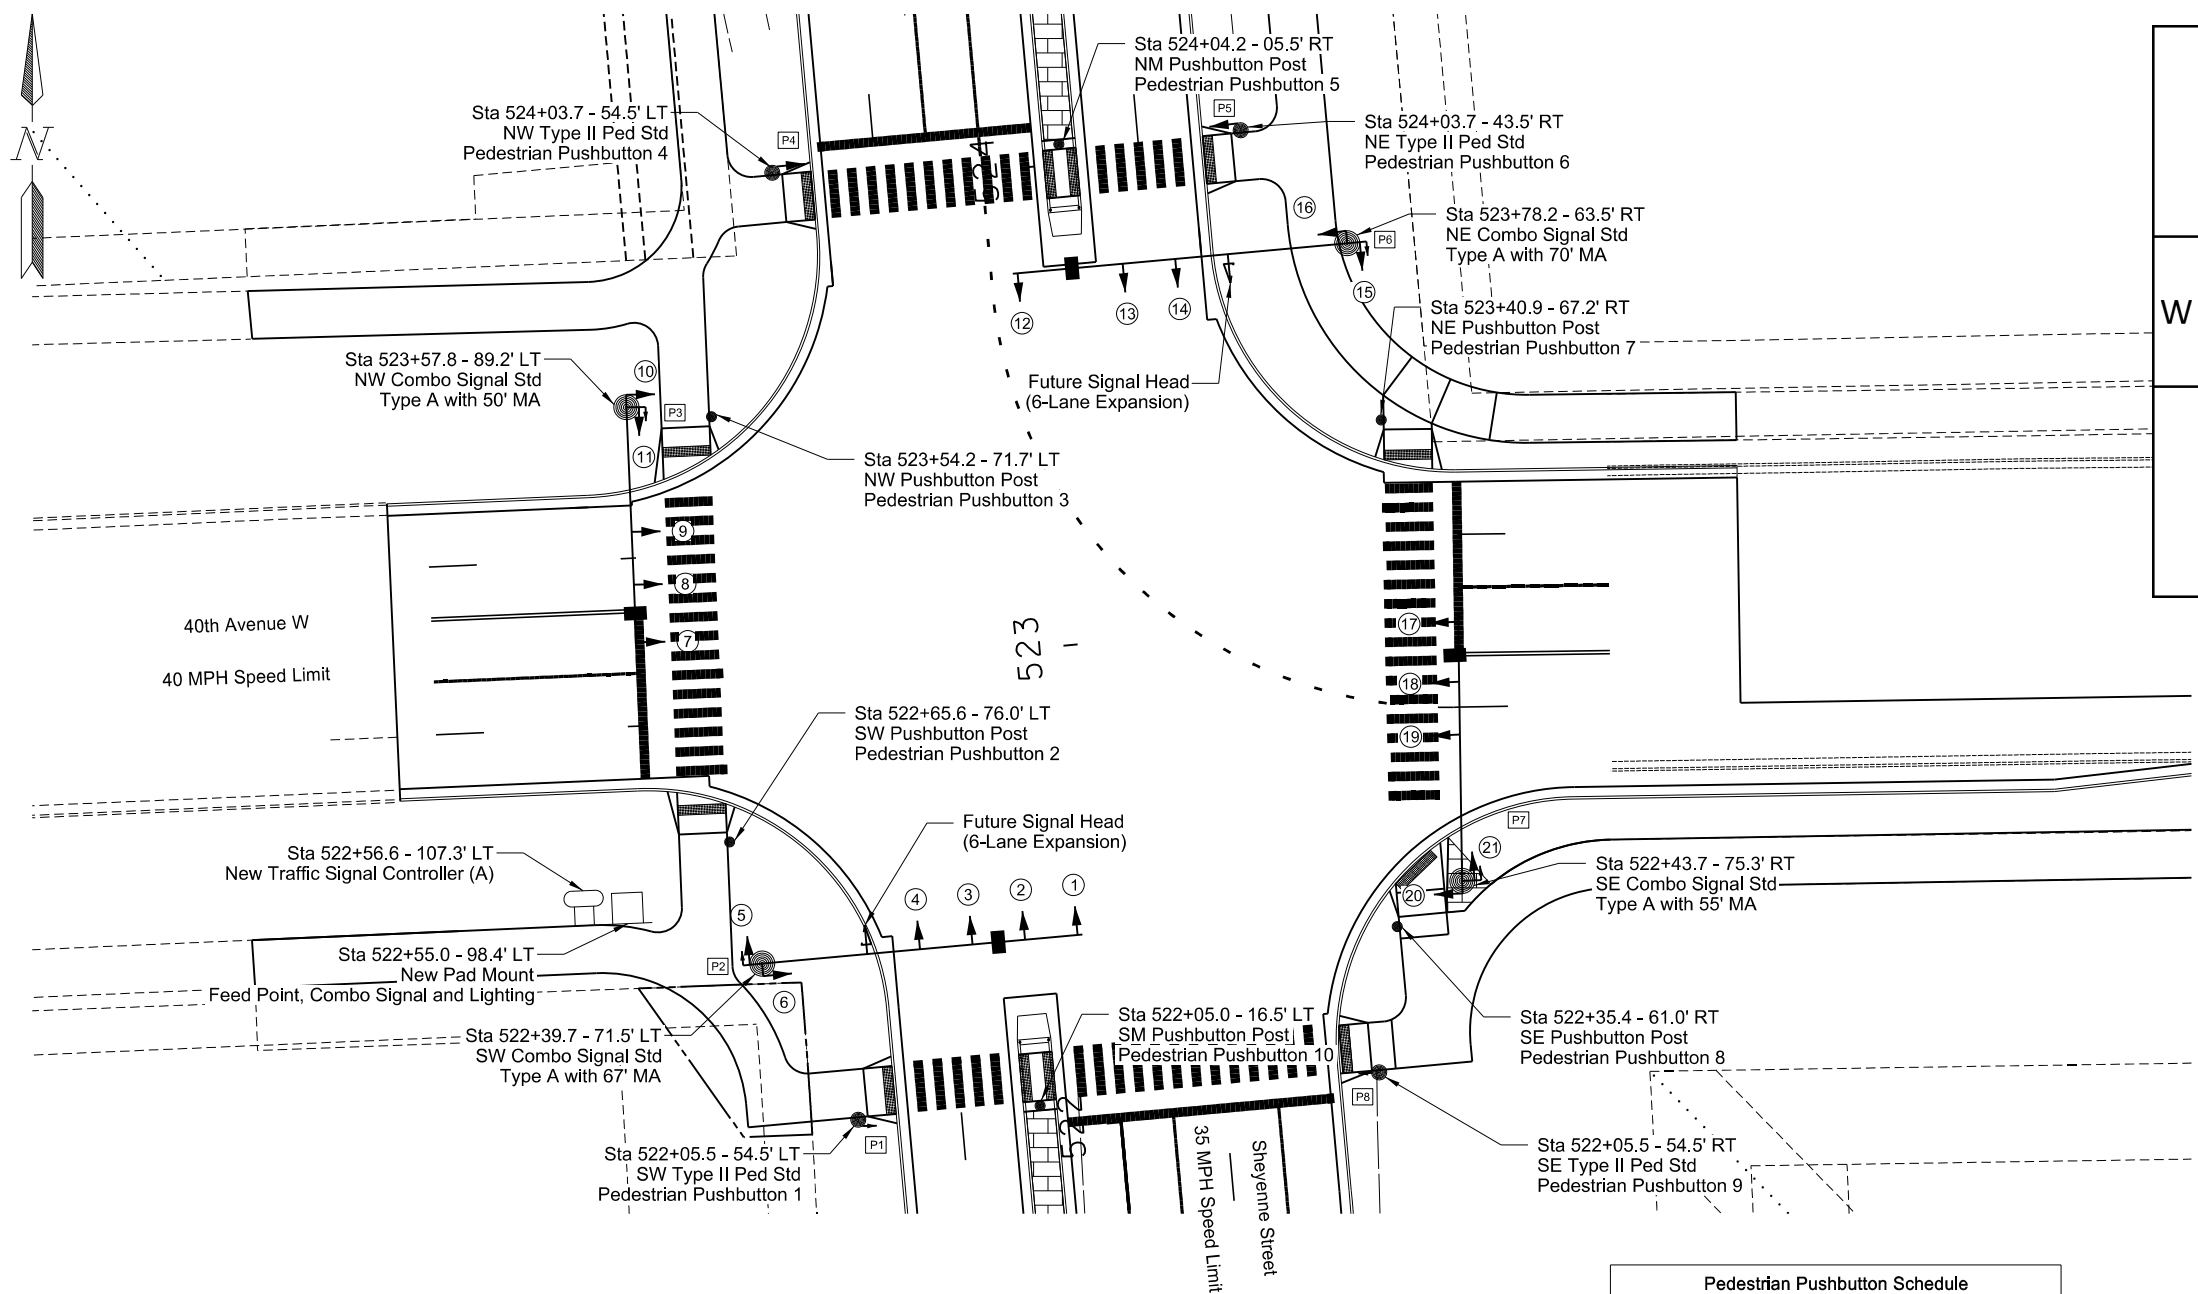 N
Sta 524+04.2 - 05.5' RT
NM Pushbutton Post
Pedestrian Pushbutton 5
Sta 524+03.7 - 54.5' LT
NW Type II Ped Std
Pedestrian Pushbutton 4
P4
P5
Sta 524+03.7 - 43.5' RT
NE Type II Ped Std
Pedestrian Pushbutton 6
524
16
Sta 523+78.2 - 63.5' RT
NE Combo Signal Std
Type A with 70' MA
P6
15
12
13
14
Sta 523+40.9 - 67.2' RT
NE Pushbutton Post
Pedestrian Pushbutton 7
W
Sta 523+57.8 - 89.2' LT
NW Combo Signal Std
Type A with 50' MA
10
P3
11
Future Signal Head
(6-Lane Expansion)
Sta 523+54.2 - 71.7' LT
NW Pushbutton Post
Pedestrian Pushbutton 3
9
8
7
40th Avenue W
40 MPH Speed Limit
523
17
18
19
Sta 522+65.6 - 76.0' LT
SW Pushbutton Post
Pedestrian Pushbutton 2
Future Signal Head
(6-Lane Expansion)
P7
Sta 522+56.6 - 107.3' LT
New Traffic Signal Controller (A)
21
20
Sta 522+43.7 - 75.3' RT
SE Combo Signal Std
Type A with 55' MA
5
4
3
2
1
Sta 522+55.0 - 98.4' LT
New Pad Mount
Feed Point, Combo Signal and Lighting
P2
6
Sta 522+39.7 - 71.5' LT
SW Combo Signal Std
Type A with 67' MA
Sta 522+05.0 - 16.5' LT
SM Pushbutton Post
Pedestrian Pushbutton 10
Sta 522+35.4 - 61.0' RT
SE Pushbutton Post
Pedestrian Pushbutton 8
P8
522
P1
Sta 522+05.5 - 54.5' LT
SW Type II Ped Std
Pedestrian Pushbutton 1
35 MPH Speed Limit
Sheyenne Street
Sta 522+05.5 - 54.5' RT
SE Type II Ped Std
Pedestrian Pushbutton 9
Pedestrian Pushbutton Schedule